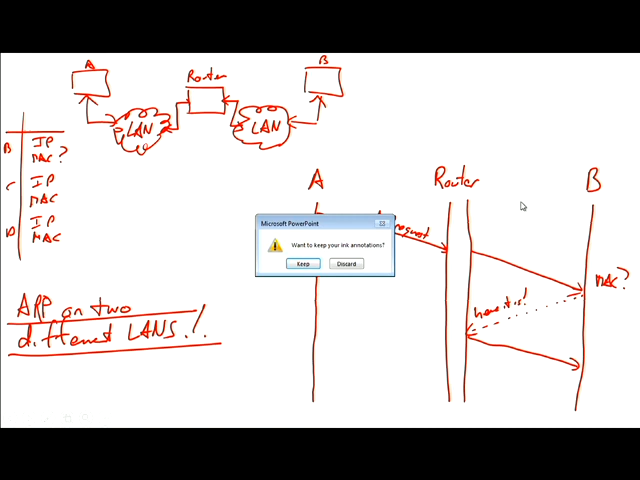 A
Router
B
LAN
LAN
B
IP
MAC?
C
IP
MAC
D
IP
MAC
A
Router
B
request
MAC?
here it is!
Microsoft PowerPoint
Want to keep your ink annotations?
Keep
Discard
ARP on two
different LANS!